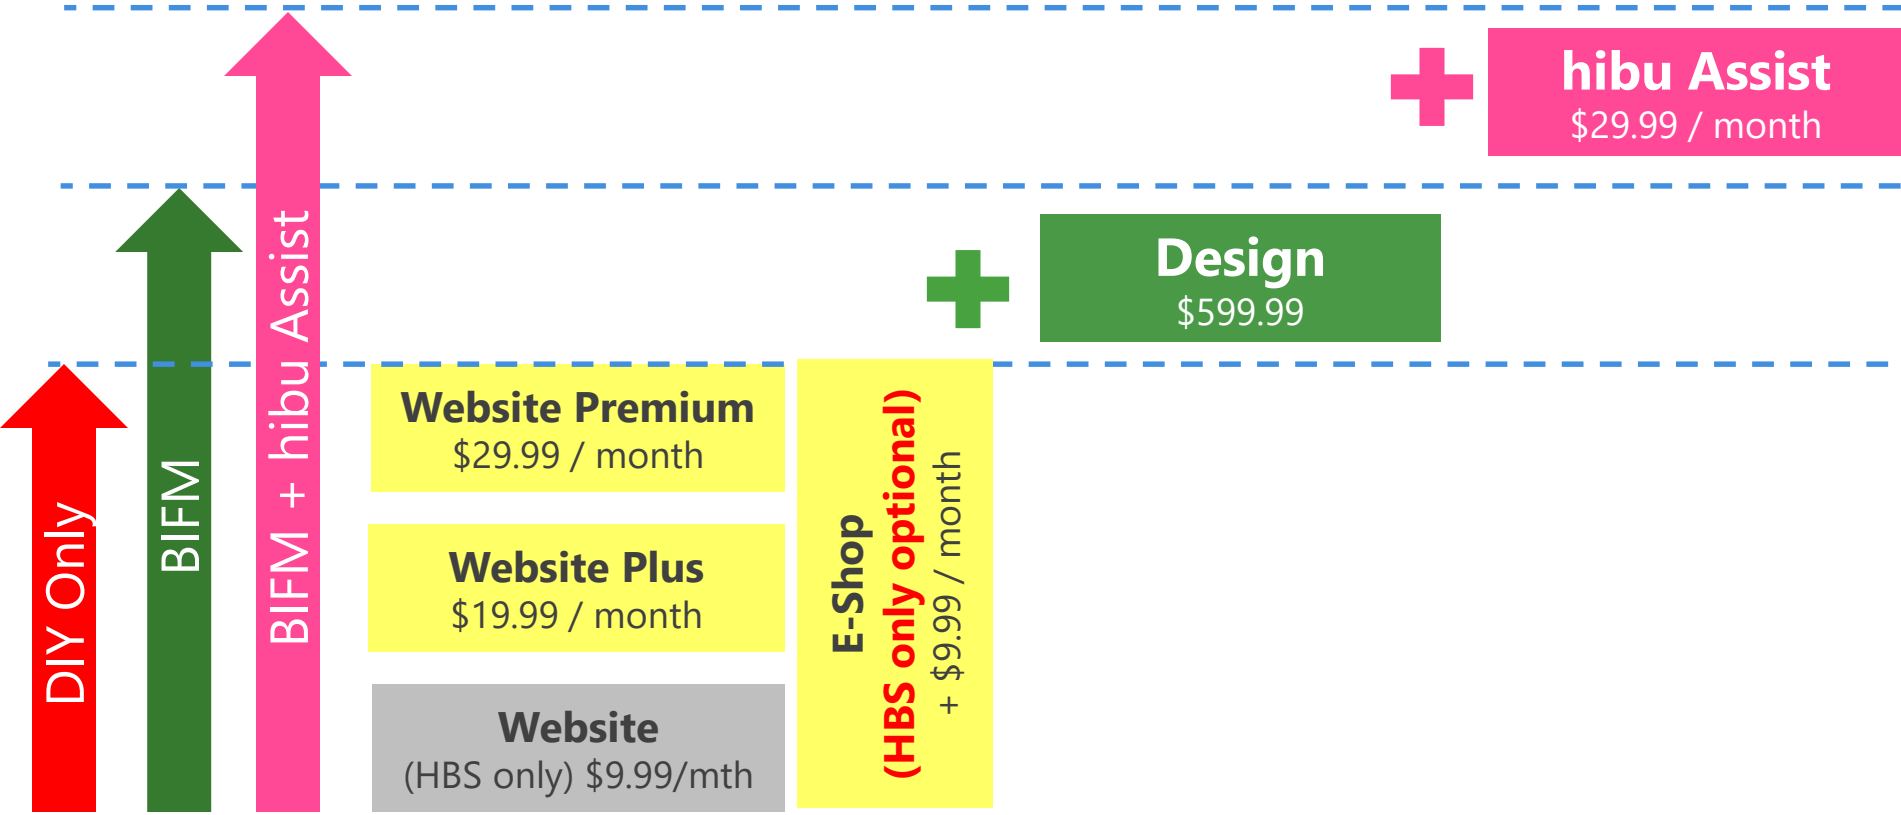 hibu Assist
$29.99 / month
Design
$599.99
DIY Only
BIFM
BIFM + hibu Assist
Website Premium
$29.99 / month
Website Plus
$19.99 / month
Website
(HBS only) $9.99/mth
E-Shop
(HBS only optional)
+ $9.99 / month